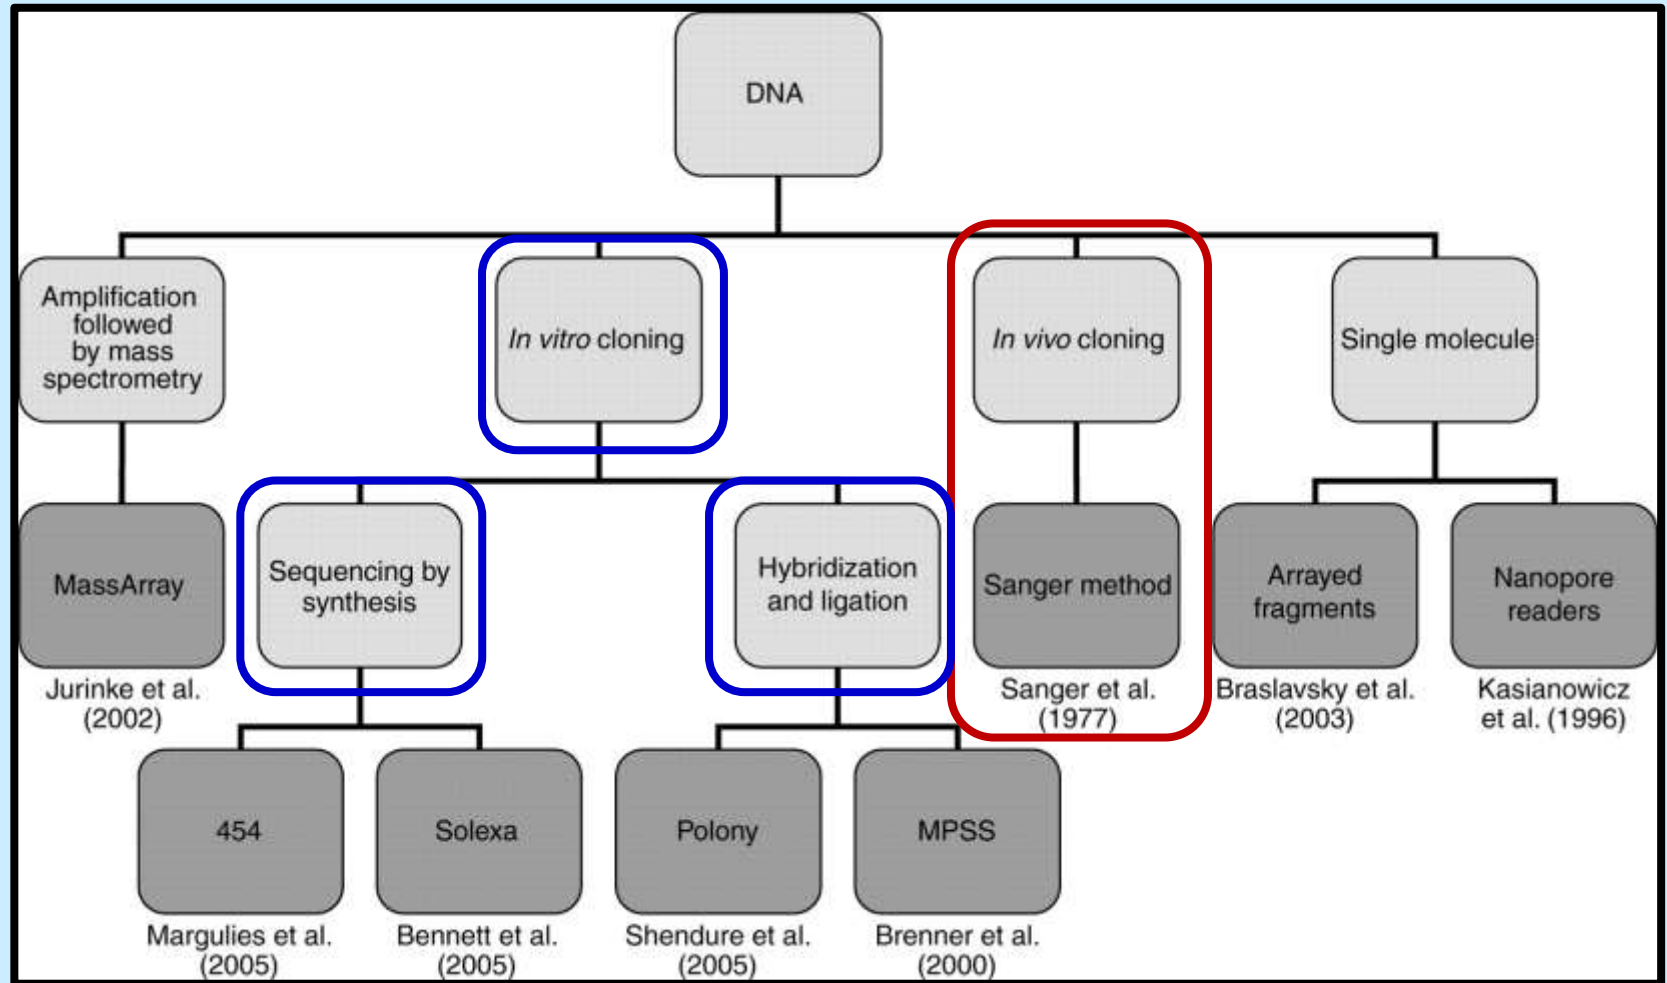 DNA
Amplification
followed
by mass
spectrometry
In vitro cloning
In vivo cloning
Single molecule
MassArray
Jurinke et al.
(2002)
Sequencing by
synthesis
Hybridization
and ligation
Sanger method
Sanger et al.
(1977)
Arrayed
fragments
Braslavsky et al.
(2003)
Nanopore
readers
Kasianowicz
et al. (1996)
454
Margulies et al.
(2005)
Solexa
Bennett et al.
(2005)
Polony
Shendure et al.
(2005)
MPSS
Brenner et al.
(2000)